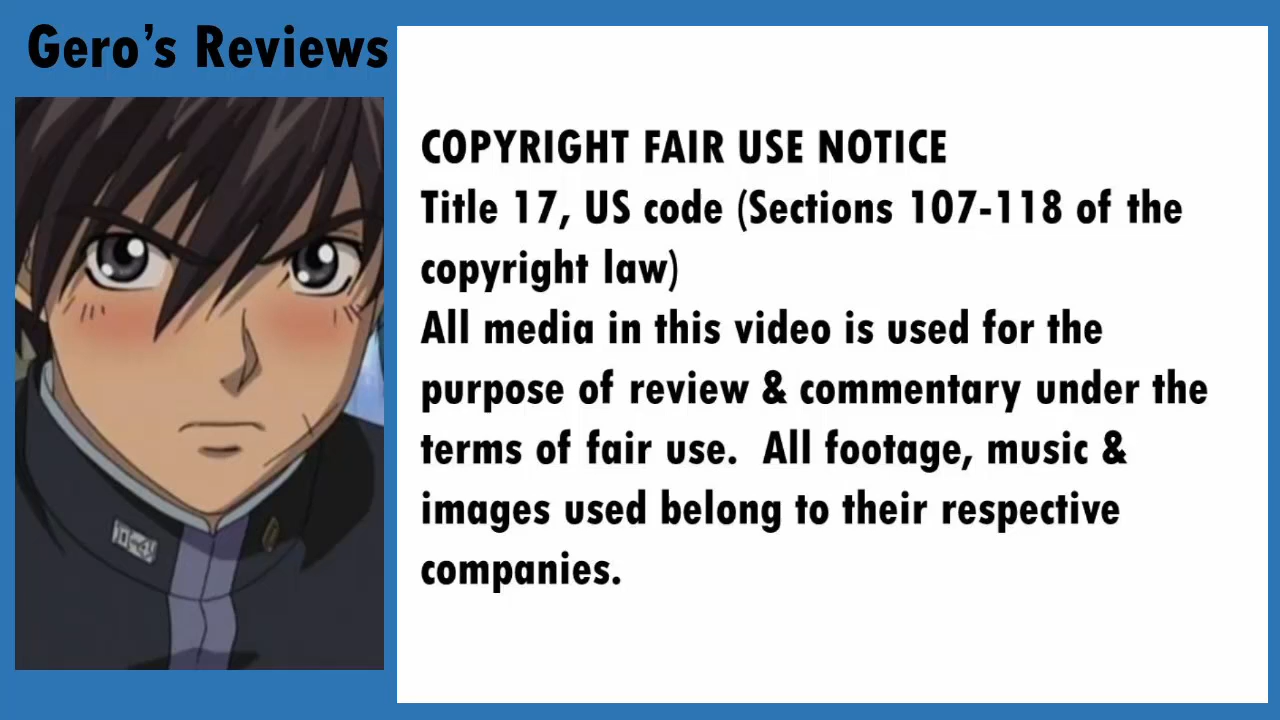 Gero’s Reviews
COPYRIGHT FAIR USE NOTICE
Title 17, US code (Sections 107-118 of the
copyright law)
All media in this video is used for the
purpose of review & commentary under the
terms of fair use.  All footage, music &
images used belong to their respective
companies.